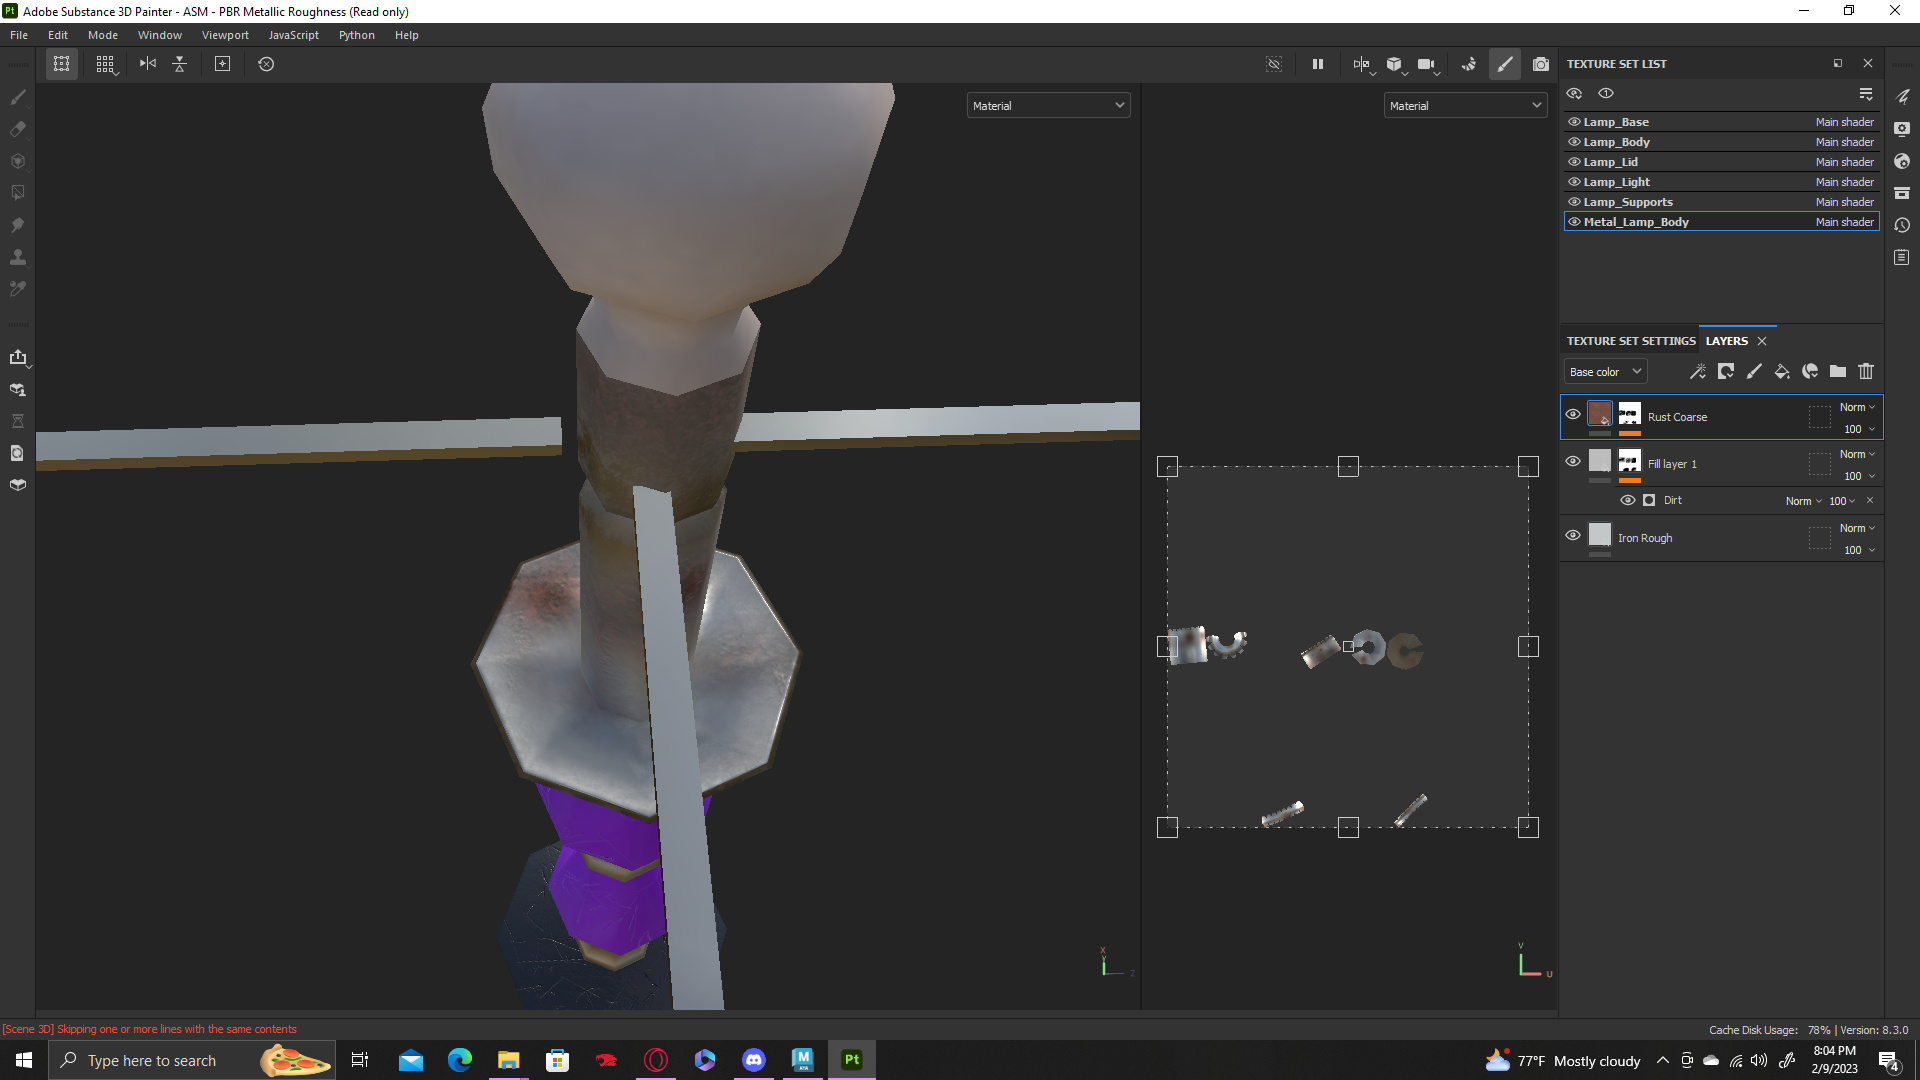 Pt Adobe Substance 3D Painter - ASM - PBR Metallic Roughness (Read only)
File Edit Mode Window Viewport JavaScript Python Help
Material
Material
TEXTURE SET LIST
1
Lamp_Base Main shader
Lamp_Body Main shader
Lamp_Lid Main shader
Lamp_Light Main shader
Lamp_Supports Main shader
Metal_Lamp_Body Main shader
TEXTURE SET SETTINGS LAYERS
Base color
Rust Coarse Norm
100
Fill layer 1 Norm
100
Dirt Norm 100
Iron Rough Norm
100
X
Y
Z
V
U
[Scene 3D] Skipping one or more lines with the same contents
Cache Disk Usage: 78% | Version: 8.3.0
Type here to search
M
Pt
77°F Mostly cloudy
8:04 PM
2/9/2023
4